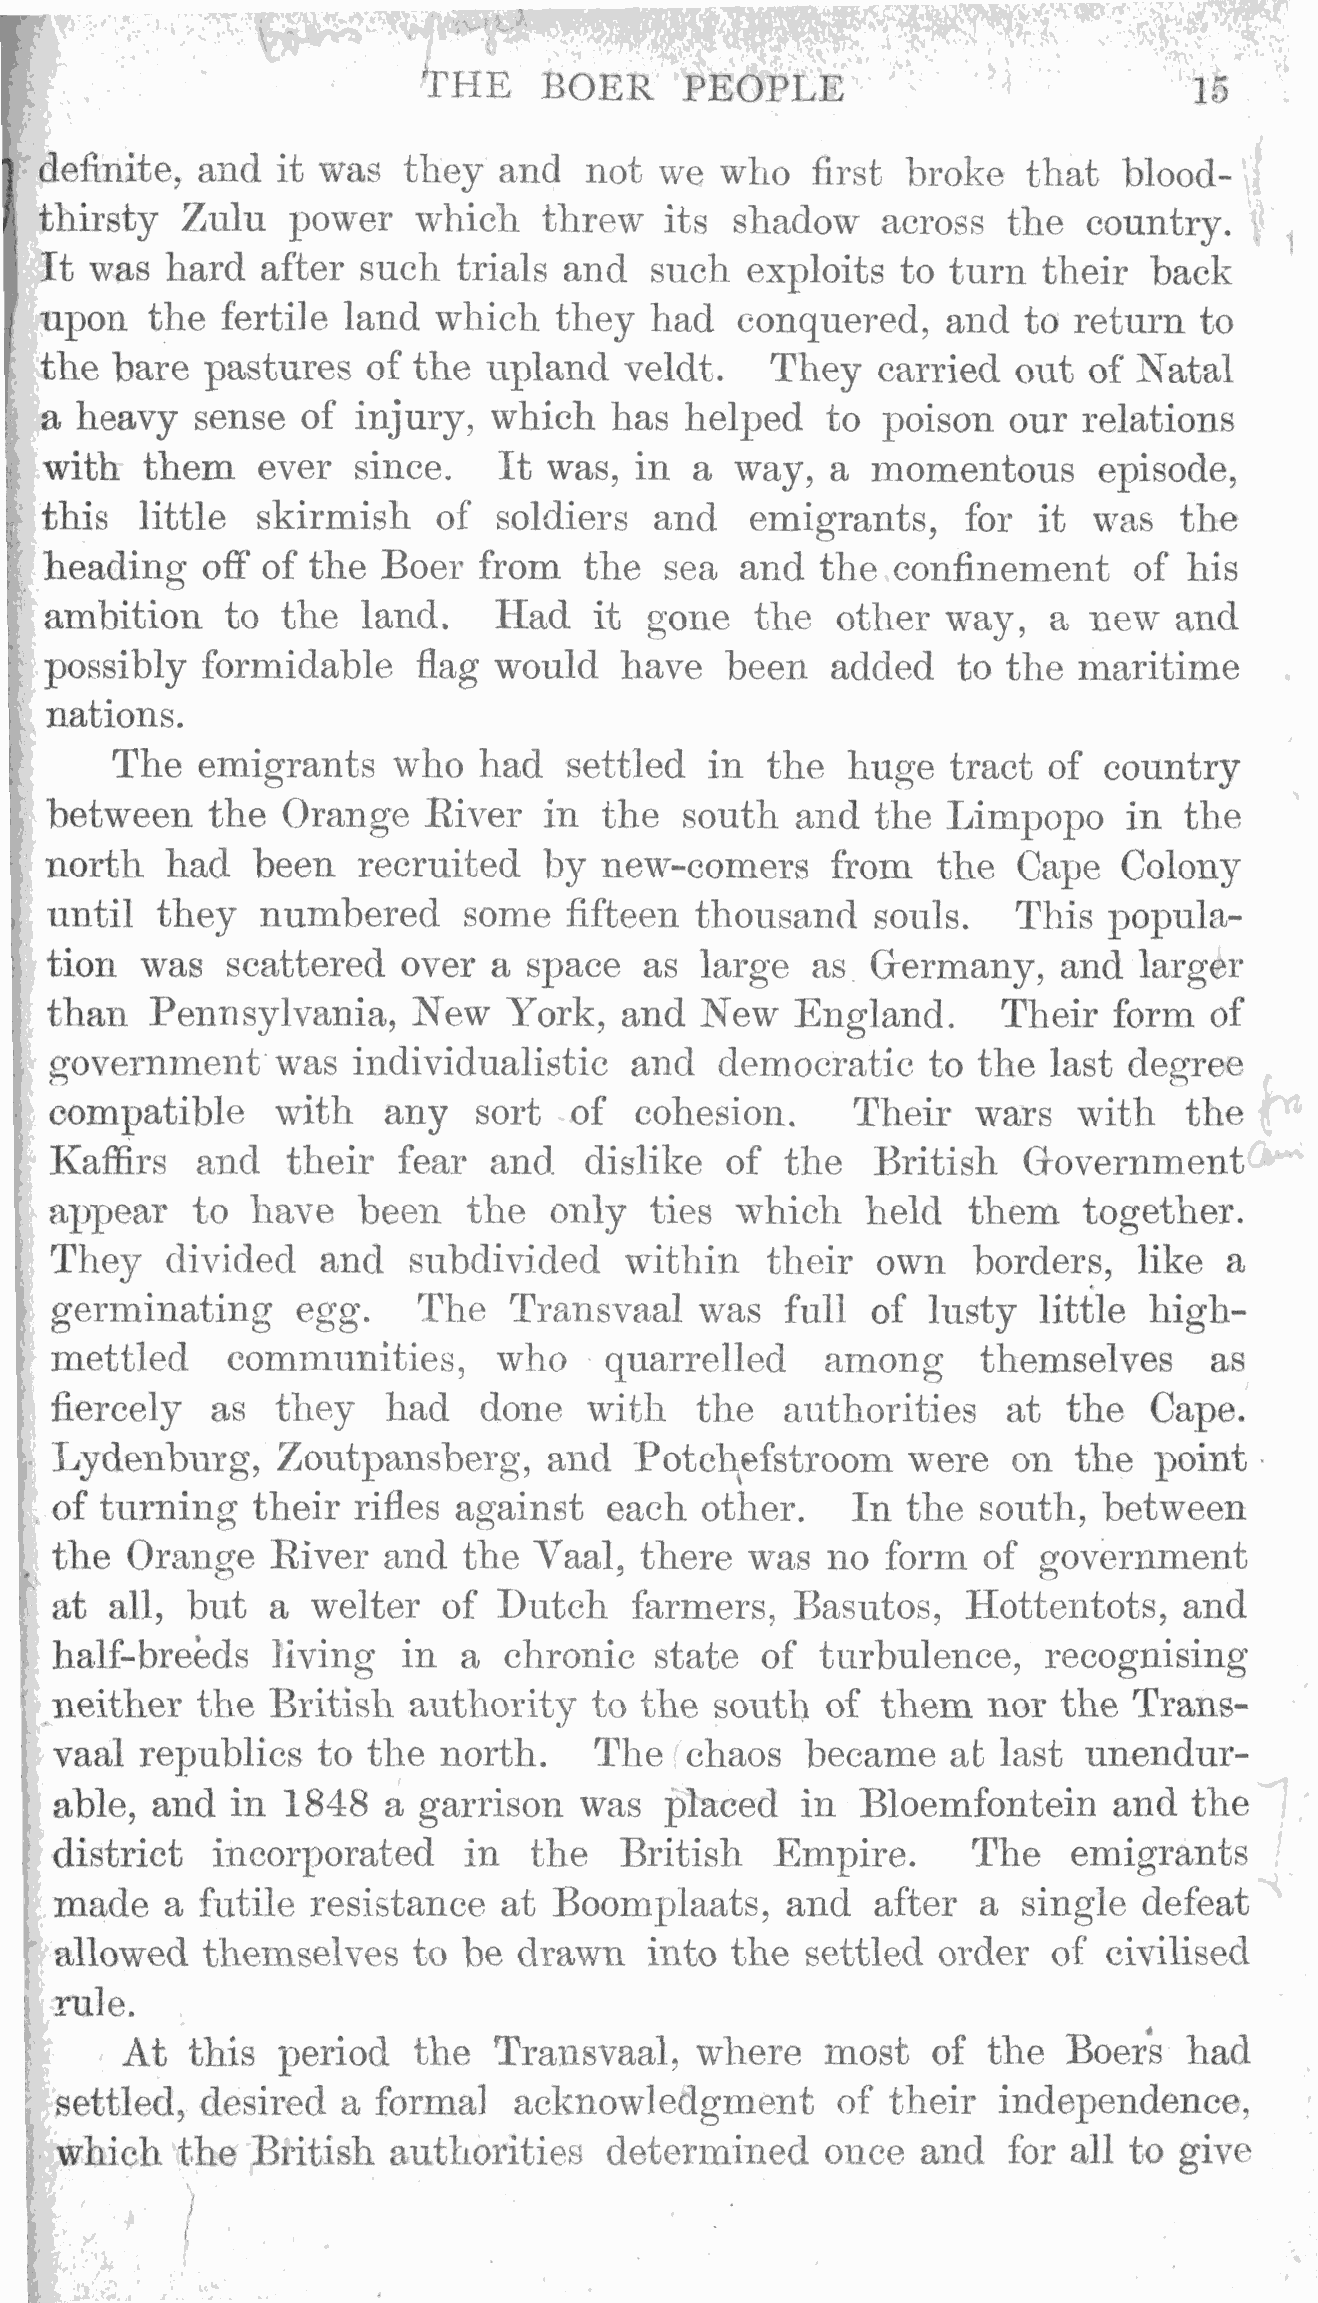 THE BOER PEOPLE 15
definite, and it was they and not we who first broke that blood-
thirsty Zulu power which threw its shadow across the country.
It was hard after such trials and such exploits to turn their back
upon the fertile land which they had conquered, and to return to
the bare pastures of the upland veldt. They carried out of Natal
a heavy sense of injury, which has helped to poison our relations
with them ever since. It was, in a way, a momentous episode,
this little skirmish of soldiers and emigrants, for it was the
heading off of the Boer from the sea and the confinement of his
ambition to the land. Had it gone the other way, a new and
possibly formidable flag would have been added to the maritime
nations.
The emigrants who had settled in the huge tract of country
between the Orange River in the south and the Limpopo in the
north had been recruited by new-comers from the Cape Colony
until they numbered some fifteen thousand souls. This popula-
tion was scattered over a space as large as Germany, and larger
than Pennsylvania, New York, and New England. Their form of
government was individualistic and democratic to the last degree
compatible with any sort of cohesion. Their wars with the
Kaffirs and their fear and dislike of the British Government
appear to have been the only ties which held them together.
They divided and subdivided within their own borders, like a
germinating egg. The Transvaal was full of lusty little high-
mettled communities, who quarrelled among themselves as
fiercely as they had done with the authorities at the Cape.
Lydenburg, Zoutpansberg, and Potchefstroom were on the point
of turning their rifles against each other. In the south, between
the Orange River and the Vaal, there was no form of government
at all, but a welter of Dutch farmers, Basutos, Hottentots, and
half-breeds living in a chronic state of turbulence, recognising
neither the British authority to the south of them nor the Trans-
vaal republics to the north. The chaos became at last unendur-
able, and in 1848 a garrison was placed in Bloemfontein and the
district incorporated in the British Empire. The emigrants
made a futile resistance at Boomplaats, and after a single defeat
allowed themselves to be drawn into the settled order of civilised
rule.
At this period the Transvaal, where most of the Boers had
settled, desired a formal acknowledgment of their independence,
which the British authorities determined once and for all to give